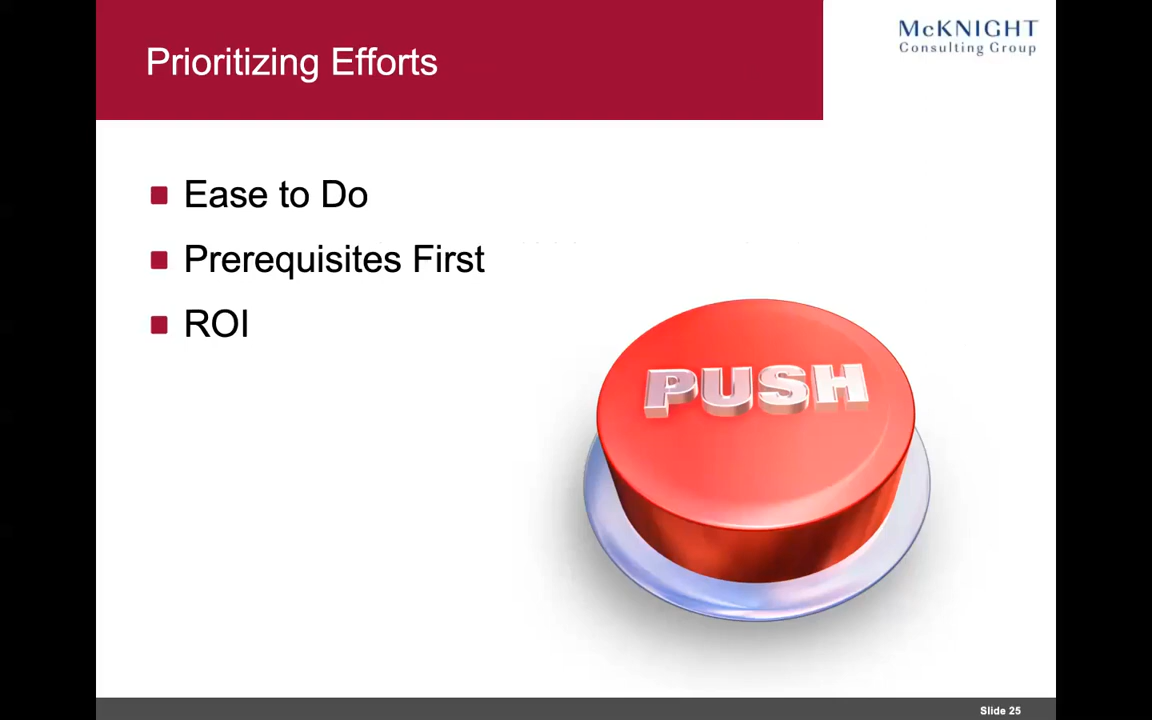 Prioritizing Efforts
McKNIGHT
Consulting Group
Ease to Do
Prerequisites First
ROI
PUSH
Slide 25